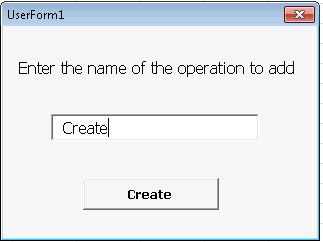 UserForm1
Enter the name of the operation to add
Create
Create